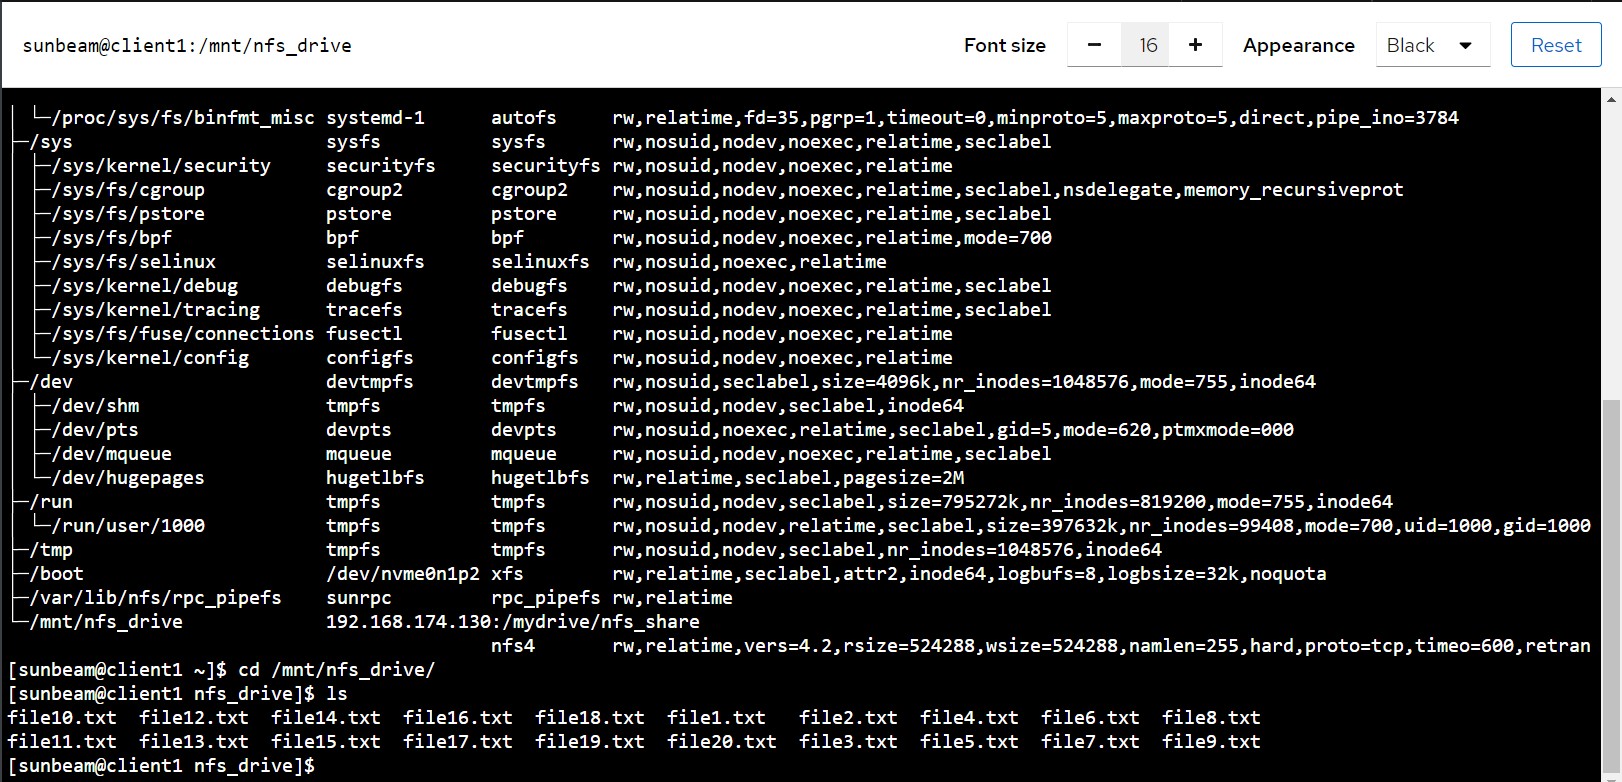 sunbeam@client1:/mnt/nfs_drive Font size − 16 + Appearance Black Reset
│ └─/proc/sys/fs/binfmt_misc systemd-1 autofs rw,relatime,fd=35,pgrp=1,timeout=0,minproto=5,maxproto=5,direct,pipe_ino=3784
├─/sys sysfs sysfs rw,nosuid,nodev,noexec,relatime,seclabel
│ ├─/sys/kernel/security securityfs securityfs rw,nosuid,nodev,noexec,relatime
│ ├─/sys/fs/cgroup cgroup2 cgroup2 rw,nosuid,nodev,noexec,relatime,seclabel,nsdelegate,memory_recursiveprot
│ ├─/sys/fs/pstore pstore pstore rw,nosuid,nodev,noexec,relatime,seclabel
│ ├─/sys/fs/bpf bpf bpf rw,nosuid,nodev,noexec,relatime,mode=700
│ ├─/sys/fs/selinux selinuxfs selinuxfs rw,nosuid,noexec,relatime
│ ├─/sys/kernel/debug debugfs debugfs rw,nosuid,nodev,noexec,relatime,seclabel
│ ├─/sys/kernel/tracing tracefs tracefs rw,nosuid,nodev,noexec,relatime,seclabel
│ ├─/sys/fs/fuse/connections fusectl fusectl rw,nosuid,nodev,noexec,relatime
│ └─/sys/kernel/config configfs configfs rw,nosuid,nodev,noexec,relatime
├─/dev devtmpfs devtmpfs rw,nosuid,seclabel,size=4096k,nr_inodes=1048576,mode=755,inode64
│ ├─/dev/shm tmpfs tmpfs rw,nosuid,nodev,seclabel,inode64
│ ├─/dev/pts devpts devpts rw,nosuid,noexec,relatime,seclabel,gid=5,mode=620,ptmxmode=000
│ ├─/dev/mqueue mqueue mqueue rw,nosuid,nodev,noexec,relatime,seclabel
│ └─/dev/hugepages hugetlbfs hugetlbfs rw,relatime,seclabel,pagesize=2M
├─/run tmpfs tmpfs rw,nosuid,nodev,seclabel,size=795272k,nr_inodes=819200,mode=755,inode64
│ └─/run/user/1000 tmpfs tmpfs rw,nosuid,nodev,relatime,seclabel,size=397632k,nr_inodes=99408,mode=700,uid=1000,gid=1000
├─/tmp tmpfs tmpfs rw,nosuid,nodev,seclabel,nr_inodes=1048576,inode64
├─/boot /dev/nvme0n1p2 xfs rw,relatime,seclabel,attr2,inode64,logbufs=8,logbsize=32k,noquota
├─/var/lib/nfs/rpc_pipefs sunrpc rpc_pipefs rw,relatime
└─/mnt/nfs_drive 192.168.174.130:/mydrive/nfs_share
nfs4 rw,relatime,vers=4.2,rsize=524288,wsize=524288,namlen=255,hard,proto=tcp,timeo=600,retran
[sunbeam@client1 ~]$ cd /mnt/nfs_drive/
[sunbeam@client1 nfs_drive]$ ls
file10.txt file12.txt file14.txt file16.txt file18.txt file1.txt file2.txt file4.txt file6.txt file8.txt
file11.txt file13.txt file15.txt file17.txt file19.txt file20.txt file3.txt file5.txt file7.txt file9.txt
[sunbeam@client1 nfs_drive]$